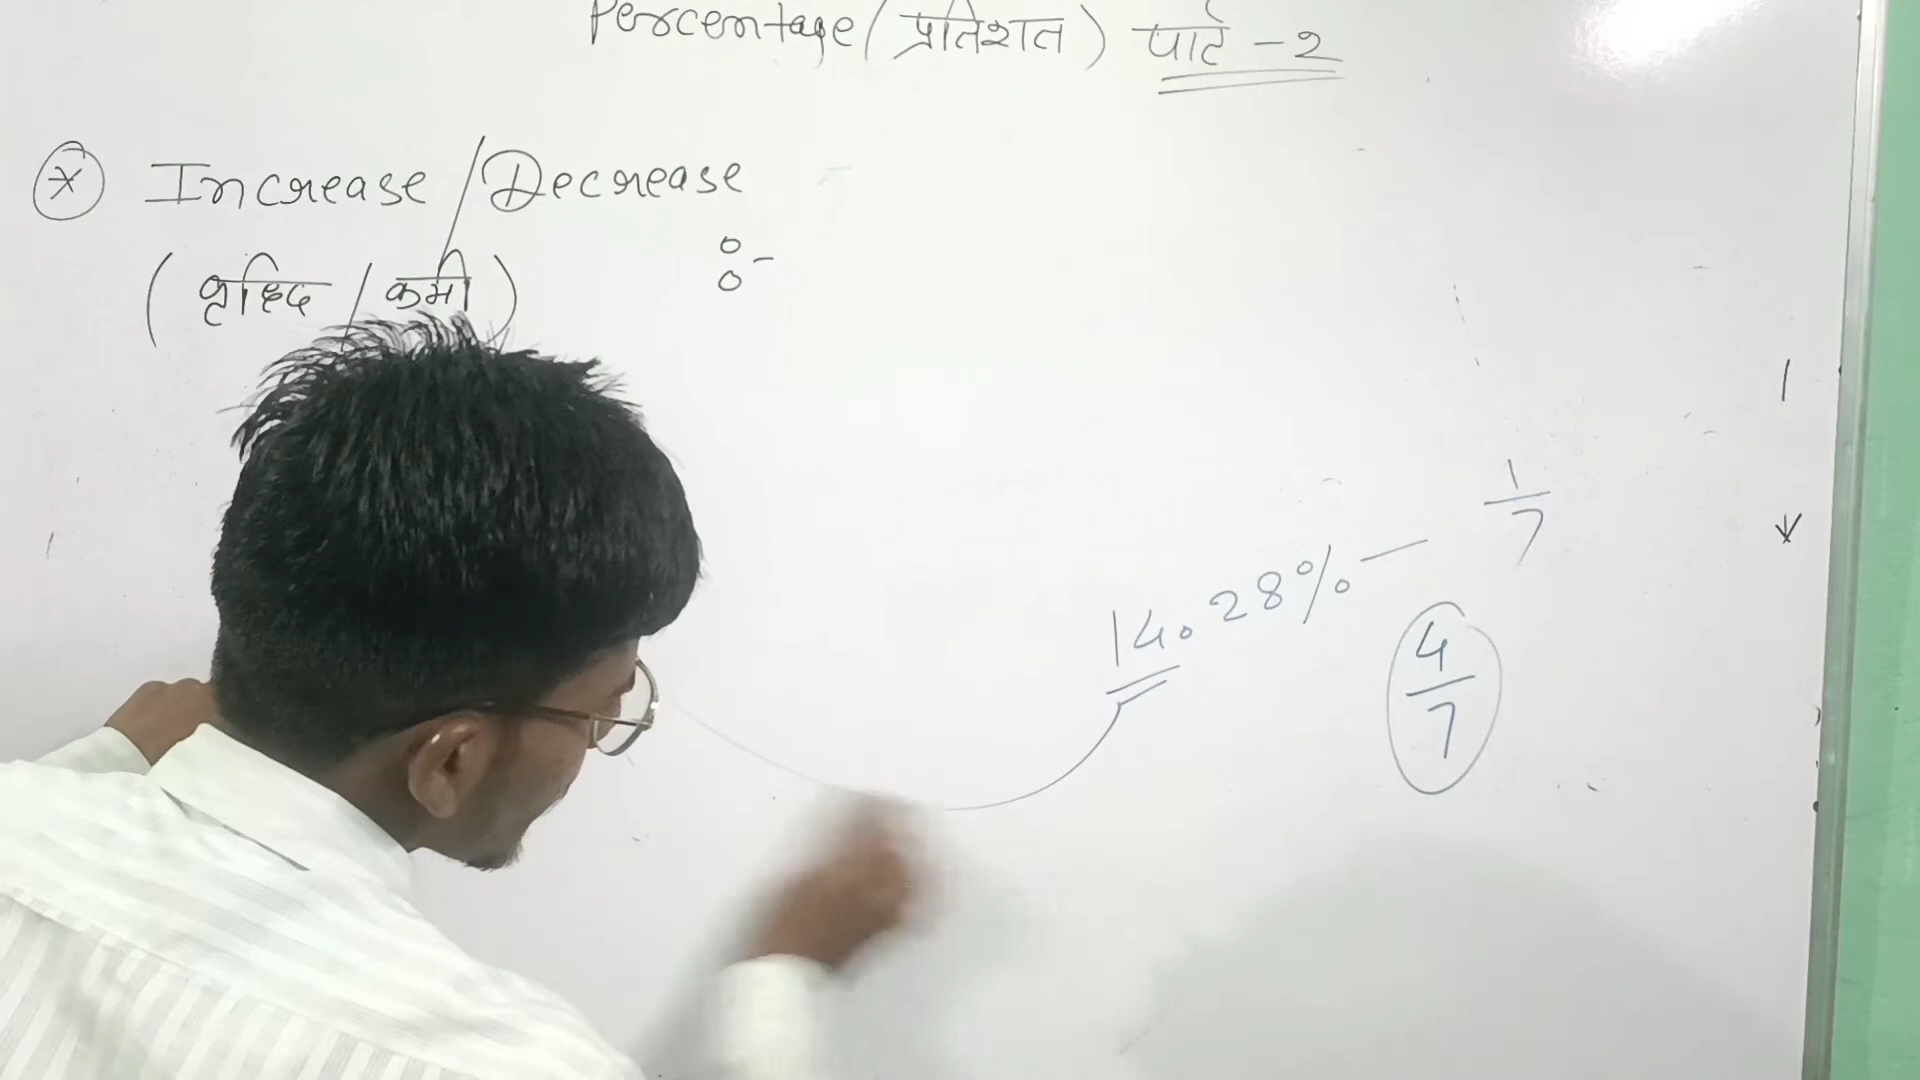 Percentage (प्रतिशत) पार्ट -2
* Increase/Decrease
(वृध्दि / कमी) :-
14.28% — 1/7
4/7